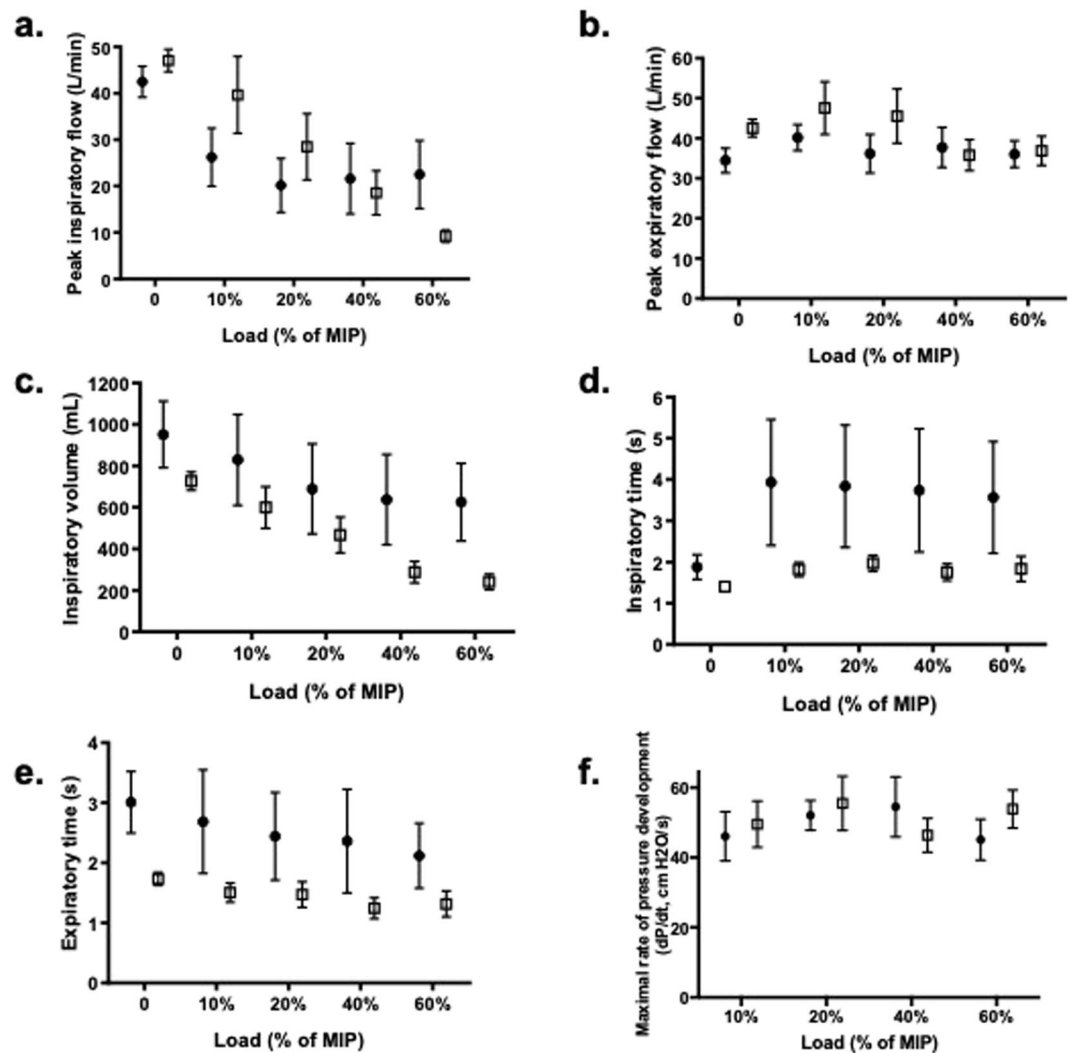 a.
Peak inspiratory flow (L/min)
50
40
30
20
10
0
0 10% 20% 40% 60%
Load (% of MIP)
b.
Peak expiratory flow (L/min)
60
50
40
30
20
10
0
0 10% 20% 40% 60%
Load (% of MIP)
c.
Inspiratory volume (mL)
1200
1000
800
600
400
200
0
0 10% 20% 40% 60%
Load (% of MIP)
d.
Inspiratory time (s)
6
5
4
3
2
1
0
0 10% 20% 40% 60%
Load (% of MIP)
e.
Expiratory time (s)
4
3
2
1
0
0 10% 20% 40% 60%
Load (% of MIP)
f.
Maximal rate of pressure development
(dP/dt, cm H2O/s)
60
40
20
0
10% 20% 40% 60%
Load (% of MIP)